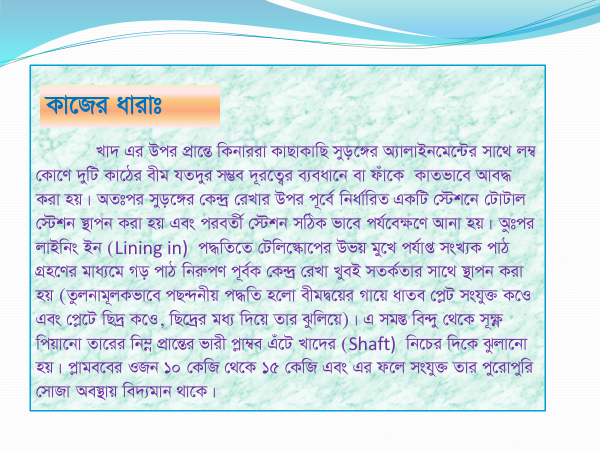 কাজের ধারাঃ
খাদ এর উপর প্রান্তে কিনাররা কাছাকাছি সুড়ঙ্গের অ্যালাইনমেন্টের সাথে লম্ব
কোণে দুটি কাঠের বীম যতদুর সম্ভব দূরত্বের ব্যবধানে বা ফাঁকে কাতভাবে আবদ্ধ
করা হয়। অতঃপর সুড়ঙ্গের কেন্দ্র রেখার উপর পূর্বে নির্ধারিত একটি স্টেশনে টোটাল
স্টেশন স্থাপন করা হয় এবং পরবর্তী স্টেশন সঠিক ভাবে পর্যবেক্ষণে আনা হয়। অুঃপর
লাইনিং ইন (Lining in) পদ্ধতিতে টেলিস্কোপের উভয় মুখে পর্যাপ্ত সংখ্যক পাঠ
গ্রহণের মাধ্যমে গড় পাঠ নিরুপণ পূর্বক কেন্দ্র রেখা খুবই সতর্কতার সাথে স্থাপন করা
হয় (তুলনামূলকভাবে পছন্দনীয় পদ্ধতি হলো বীমদ্বয়ের গায়ে ধাতব প্লেট সংযুক্ত কওে
এবং প্লেটে ছিদ্র কওে, ছিদ্রের মধ্য দিয়ে তার ঝুলিয়ে)। এ সমস্ত বিন্দু থেকে সূক্ষ্ণ
পিয়ানো তারের নিম্ন প্রান্তের ভারী প্লাম্বব এঁটে খাদের (Shaft) নিচের দিকে ঝুলানো
হয়। প্লামববের ওজন ১০ কেজি থেকে ১৫ কেজি এবং এর ফলে সংযুক্ত তার পুরোপুরি
সোজা অবস্থায় বিদ্যমান থাকে।